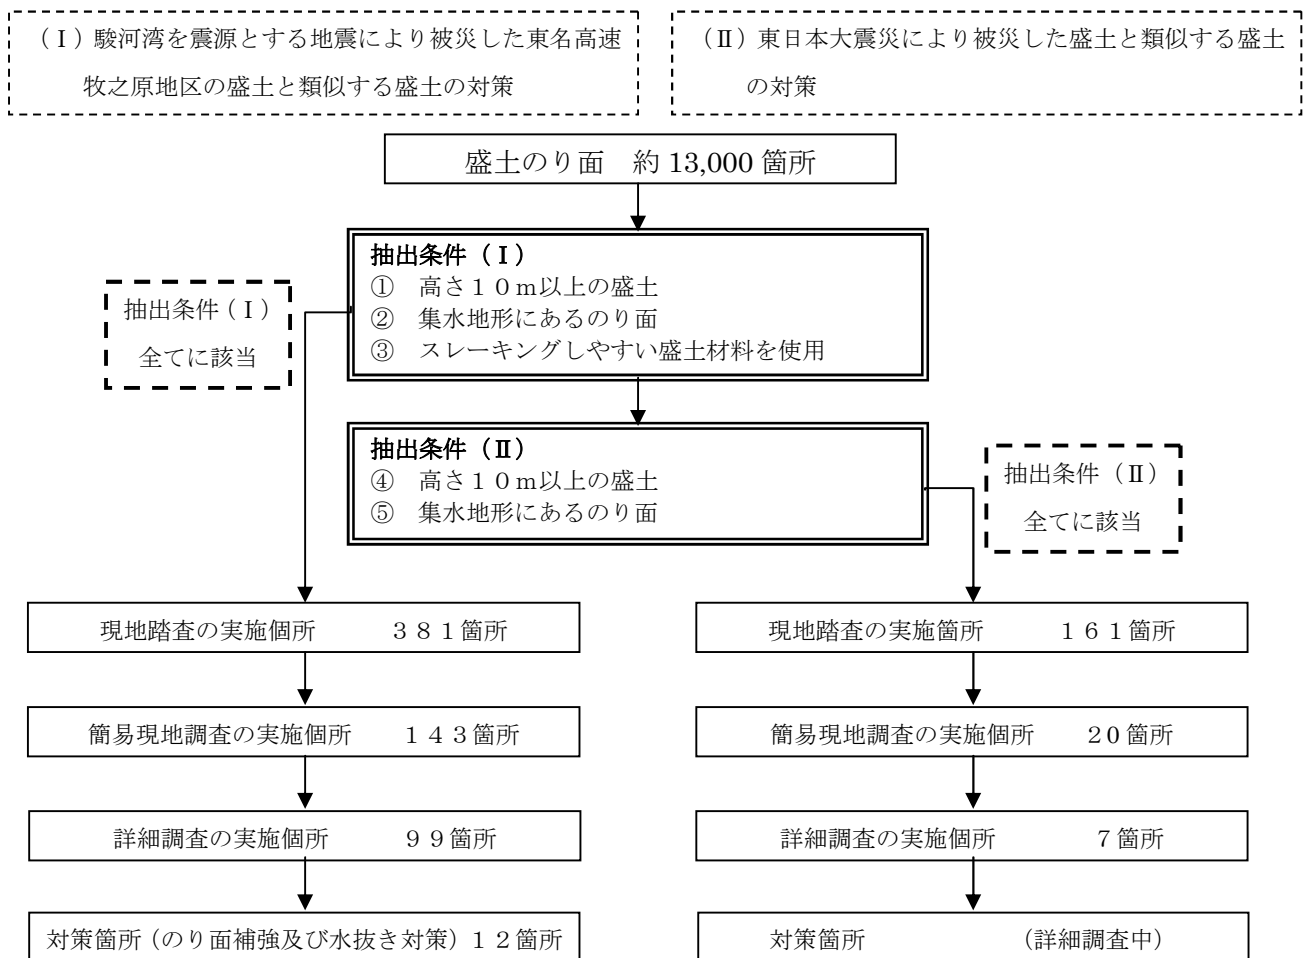 （Ⅰ）駿河湾を震源とする地震により被災した東名高速
牧之原地区の盛土と類似する盛土の対策
（Ⅱ）東日本大震災により被災した盛土と類似する盛土
の対策
盛土のり面　約 13,000 箇所
抽出条件（Ⅰ）
①　高さ１０ｍ以上の盛土
②　集水地形にあるのり面
③　スレーキングしやすい盛土材料を使用
抽出条件（Ⅰ）
全てに該当
抽出条件（Ⅱ）
④　高さ１０ｍ以上の盛土
⑤　集水地形にあるのり面
抽出条件（Ⅱ）
全てに該当
現地踏査の実施個所　　３８１箇所
現地踏査の実施箇所　　１６１箇所
簡易現地調査の実施個所　　１４３箇所
簡易現地調査の実施個所　　２０箇所
詳細調査の実施個所　　９９箇所
詳細調査の実施個所　　７箇所
対策箇所（のり面補強及び水抜き対策）１２箇所
対策箇所　　（詳細調査中）